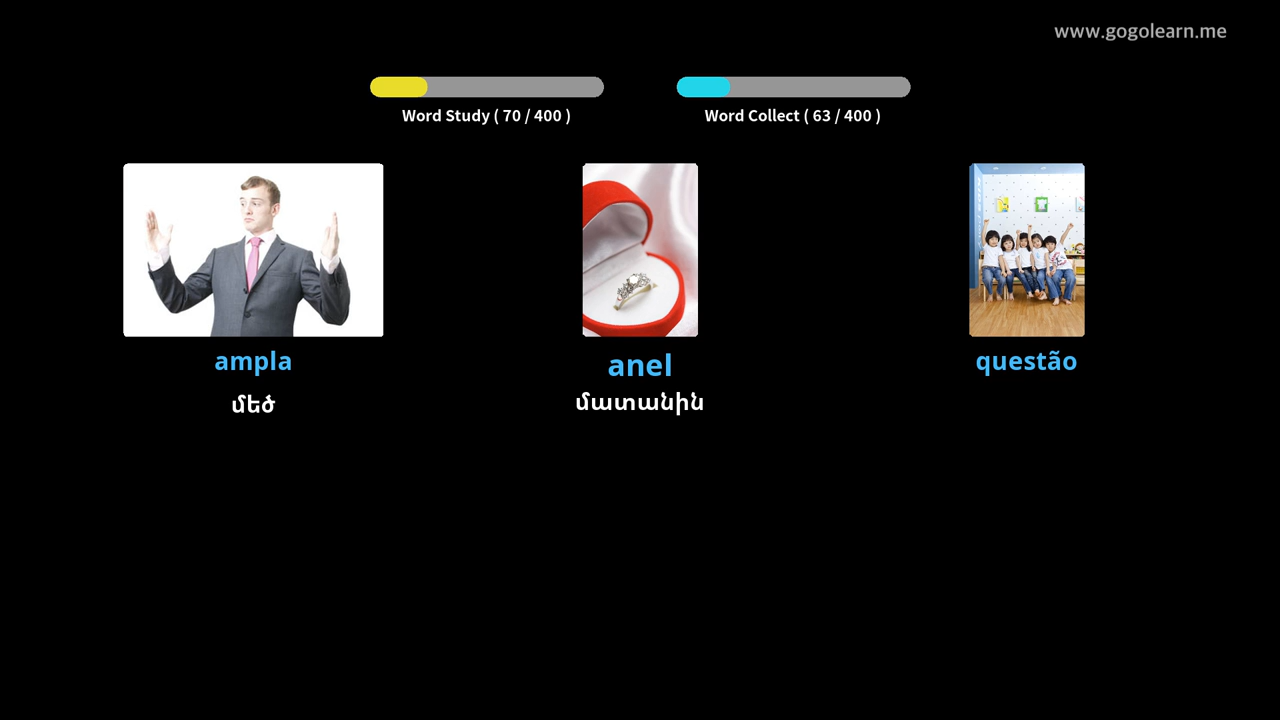 www.gogolearn.me
Word Study ( 70 / 400 )
Word Collect ( 63 / 400 )
ampla
մեծ
anel
մատանին
questão